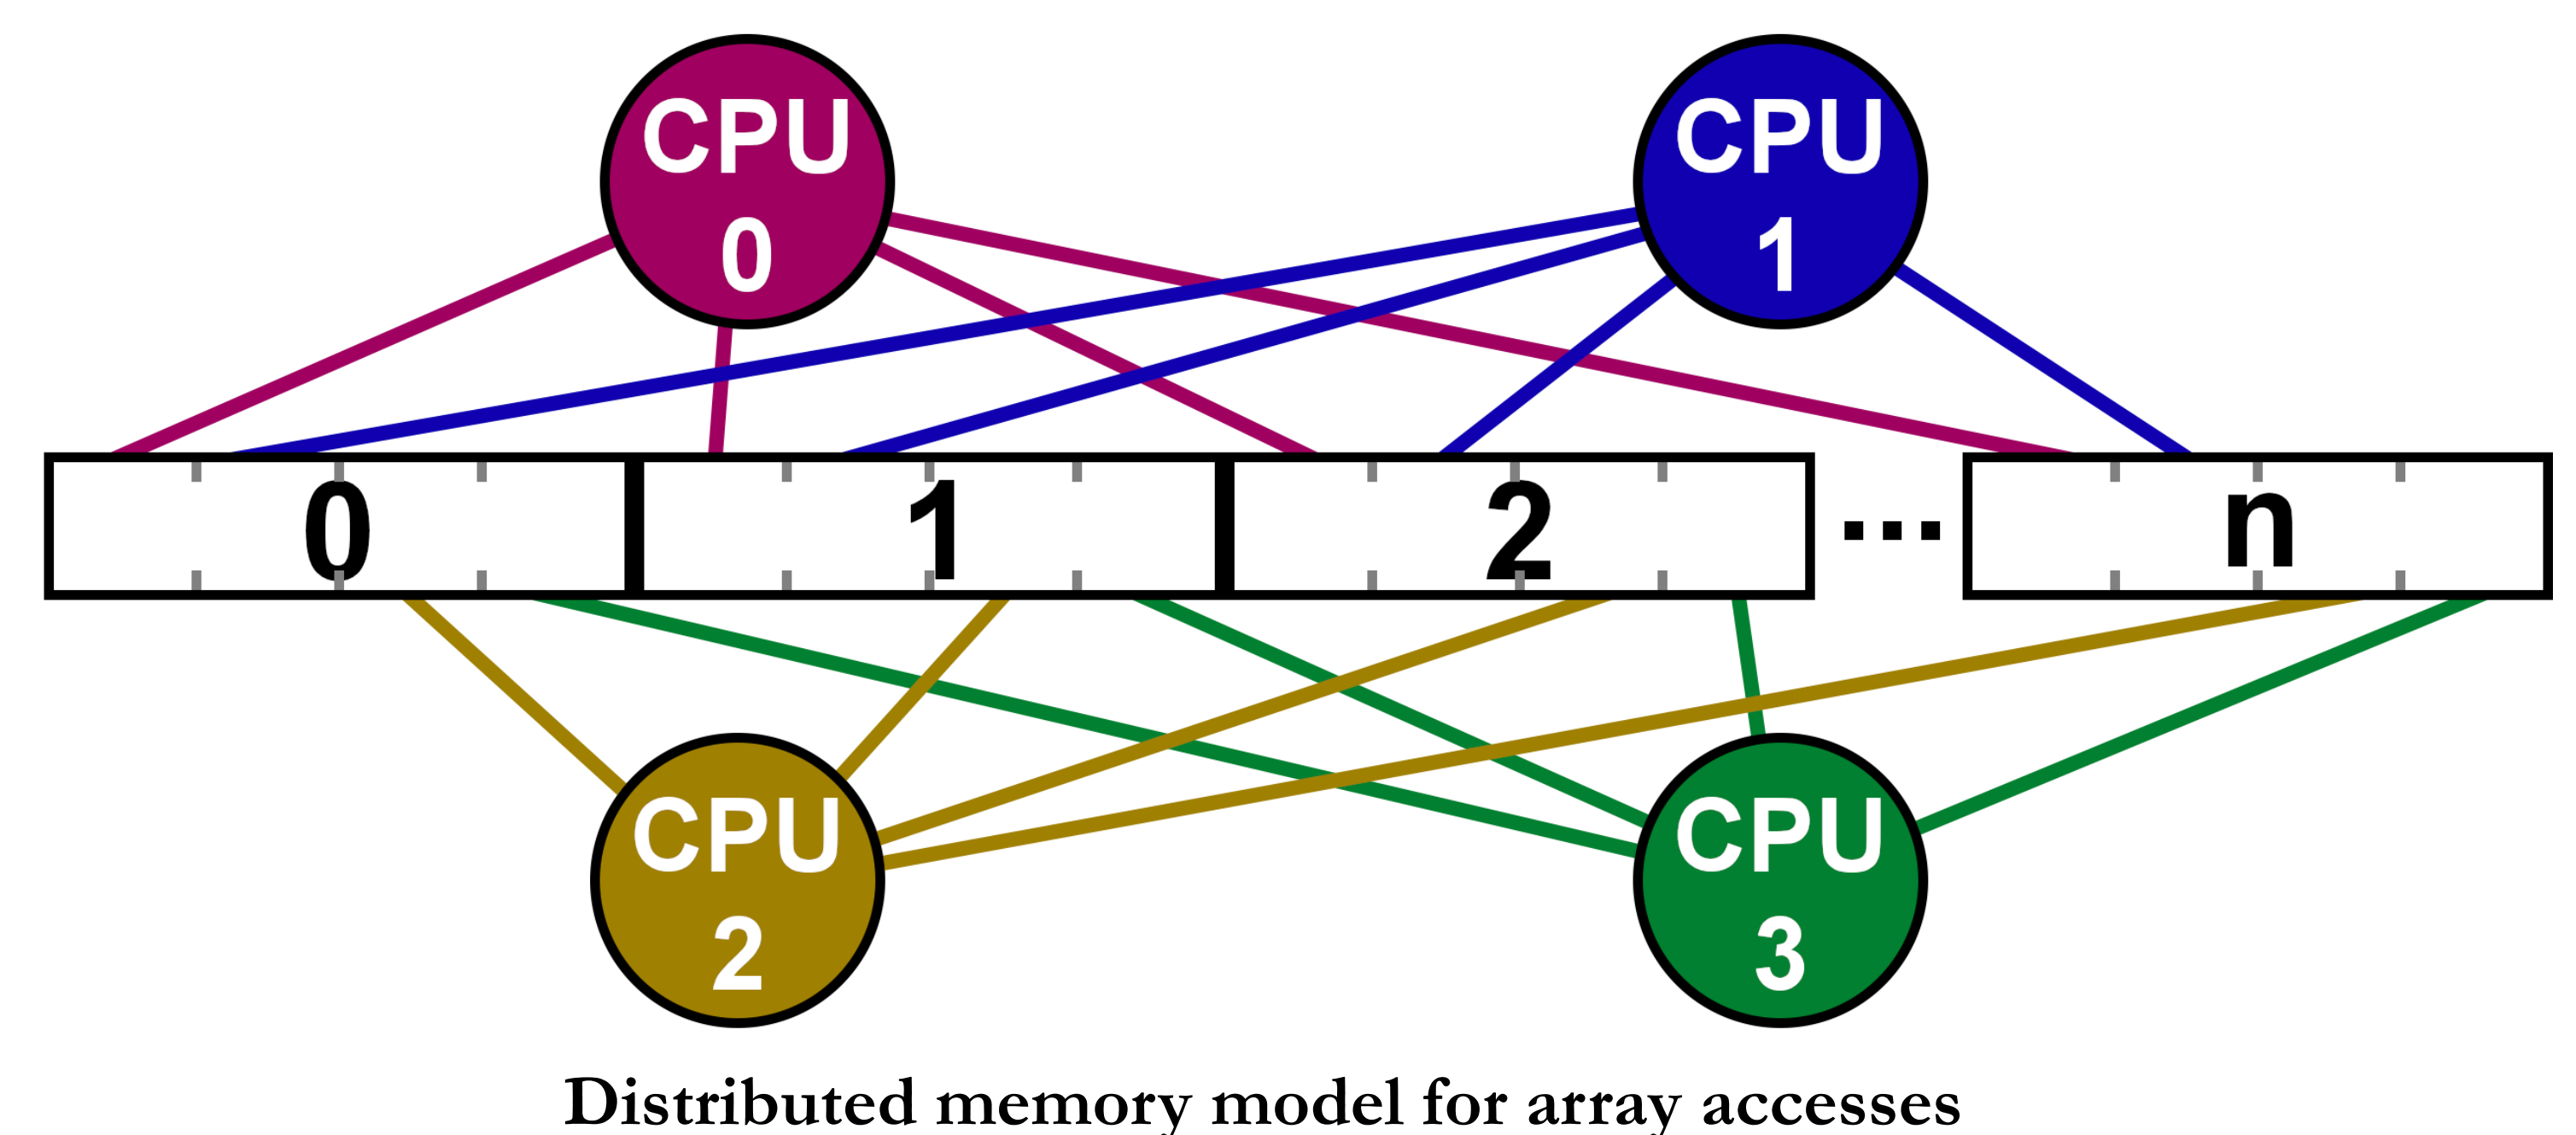 CPU
0
CPU
1
0 1 2 ... n
CPU
2
CPU
3
Distributed memory model for array accesses